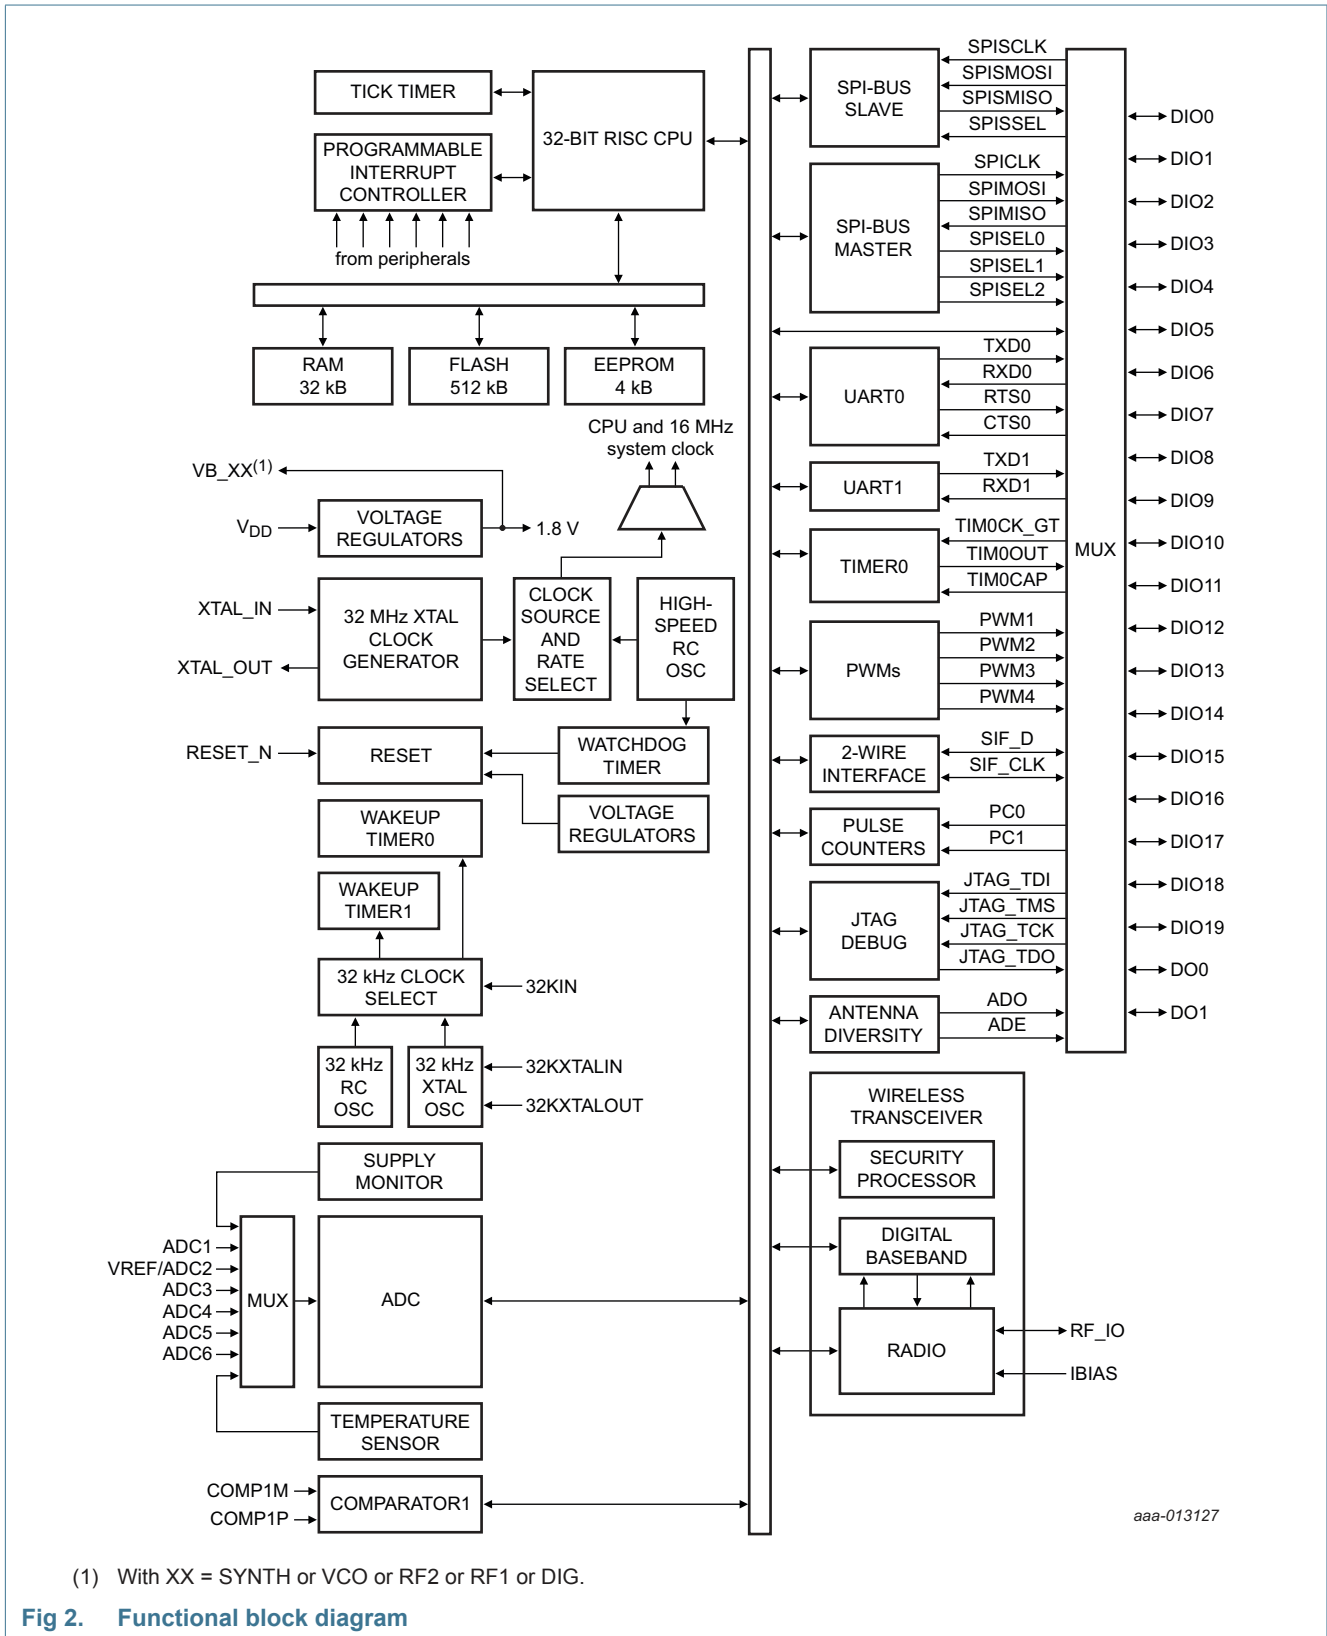 TICK TIMER
32-BIT RISC CPU
PROGRAMMABLE
INTERRUPT
CONTROLLER
from peripherals
RAM
32 kB
FLASH
512 kB
EEPROM
4 kB
CPU and 16 MHz
system clock
VB_XX(1)
VDD
VOLTAGE
REGULATORS
1.8 V
XTAL_IN
XTAL_OUT
32 MHz XTAL
CLOCK
GENERATOR
CLOCK
SOURCE
AND
RATE
SELECT
HIGH-
SPEED
RC
OSC
RESET_N
RESET
WATCHDOG
TIMER
VOLTAGE
REGULATORS
WAKEUP
TIMER0
WAKEUP
TIMER1
32 kHz CLOCK
SELECT
32KIN
32 kHz
RC
OSC
32 kHz
XTAL
OSC
32KXTALIN
32KXTALOUT
SUPPLY
MONITOR
ADC1
VREF/ADC2
ADC3
ADC4
ADC5
ADC6
MUX
ADC
TEMPERATURE
SENSOR
COMP1M
COMP1P
COMPARATOR1
SPI-BUS
SLAVE
SPISCLK
SPISMOSI
SPISMISO
SPISSEL
SPI-BUS
MASTER
SPICLK
SPIMOSI
SPIMISO
SPISEL0
SPISEL1
SPISEL2
UART0
TXD0
RXD0
RTS0
CTS0
UART1
TXD1
RXD1
TIMER0
TIM0CK_GT
TIM0OUT
TIM0CAP
PWMs
PWM1
PWM2
PWM3
PWM4
2-WIRE
INTERFACE
SIF_D
SIF_CLK
PULSE
COUNTERS
PC0
PC1
JTAG
DEBUG
JTAG_TDI
JTAG_TMS
JTAG_TCK
JTAG_TDO
ANTENNA
DIVERSITY
ADO
ADE
MUX
DIO0
DIO1
DIO2
DIO3
DIO4
DIO5
DIO6
DIO7
DIO8
DIO9
DIO10
DIO11
DIO12
DIO13
DIO14
DIO15
DIO16
DIO17
DIO18
DIO19
DO0
DO1
WIRELESS
TRANSCEIVER
SECURITY
PROCESSOR
DIGITAL
BASEBAND
RADIO
RF_IO
IBIAS
aaa-013127
(1) With XX = SYNTH or VCO or RF2 or RF1 or DIG.
Fig 2. Functional block diagram